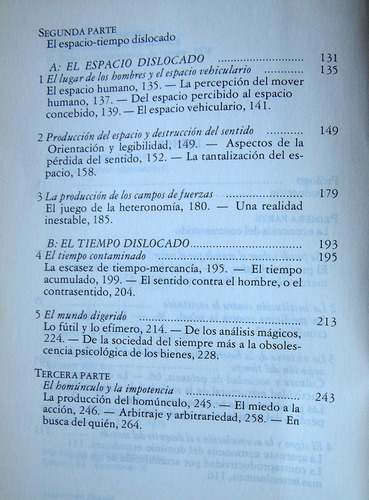 SEGUNDA PARTE
El espacio-tiempo dislocado
A: EL ESPACIO DISLOCADO ........................ 131
1 El lugar de los hombres y el espacio vehiculario ........ 135
El espacio humano, 135. — La percepción del mover
humano, 137. — Del espacio percibido al espacio
concebido, 139. — El espacio vehiculario, 141.
2 Producción del espacio y destrucción del sentido .......... 149
Orientación y legibilidad, 149. — Aspectos de la
pérdida del sentido, 152. — La tantalización del es-
pacio, 158.
3 La producción de los campos de fuerzas .................... 179
El juego de la heteronomía, 180. — Una realidad
inestable, 185.
B: EL TIEMPO DISLOCADO............................ 193
4 El tiempo contaminado ........................................ 195
La escasez de tiempo-mercancía, 195. — El tiempo
acumulado, 199. — El sentido contra el hombre, o el
contrasentido, 204.
5 El mundo digerido ............................................ 213
Lo fútil y lo efímero, 214. — De los análisis mágicos,
224. — De la sociedad del siempre más a la obsoles-
cencia psicológica de los bienes, 228.
TERCERA PARTE
El homúnculo y la impotencia .............................. 243
La producción del homúnculo, 245. — El miedo a la
acción, 246. — Arbitraje y arbitrariedad, 258. — En
busca del quién, 264.